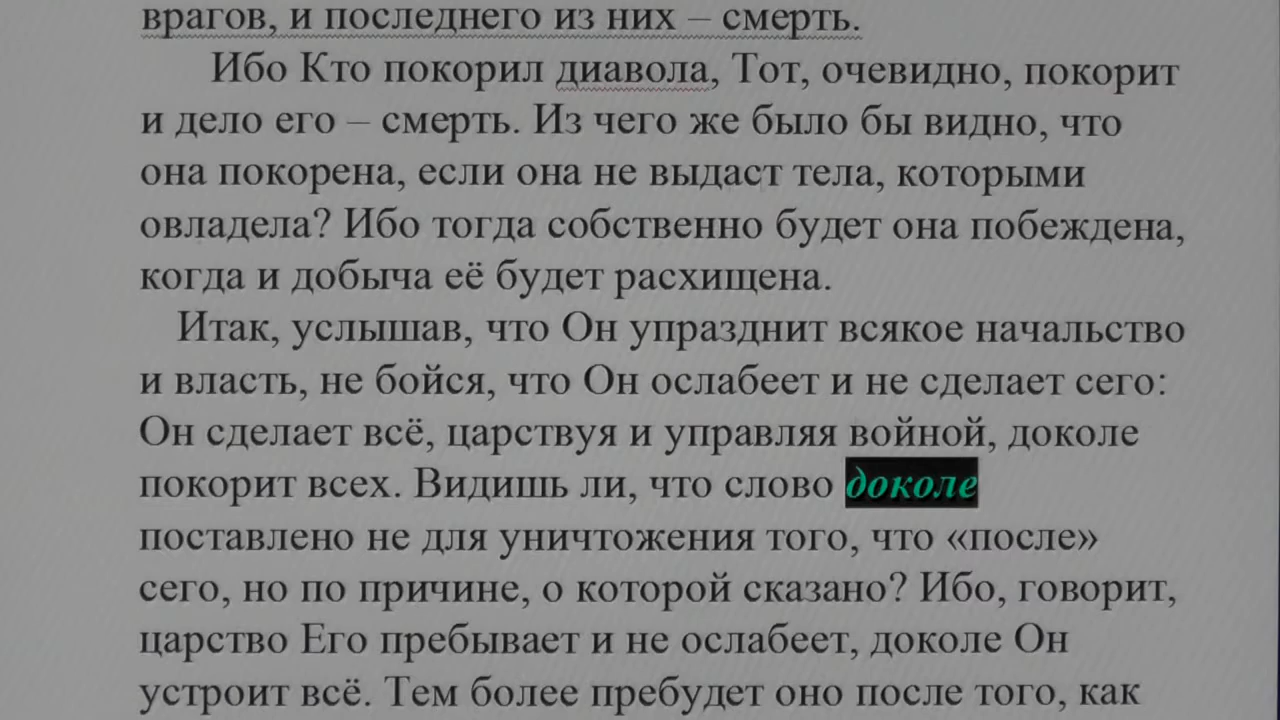 врагов, и последнего из них – смерть.
Ибо Кто покорил диавола, Тот, очевидно, покорит
и дело его – смерть. Из чего же было бы видно, что
она покорена, если она не выдаст тела, которыми
овладела? Ибо тогда собственно будет она побеждена,
когда и добыча её будет расхищена.
Итак, услышав, что Он упразднит всякое начальство
и власть, не бойся, что Он ослабеет и не сделает сего:
Он сделает всё, царствуя и управляя войной, доколе
покорит всех. Видишь ли, что слово доколе
поставлено не для уничтожения того, что «после»
сего, но по причине, о которой сказано? Ибо, говорит,
царство Его пребывает и не ослабеет, доколе Он
устроит всё. Тем более пребудет оно после того, как